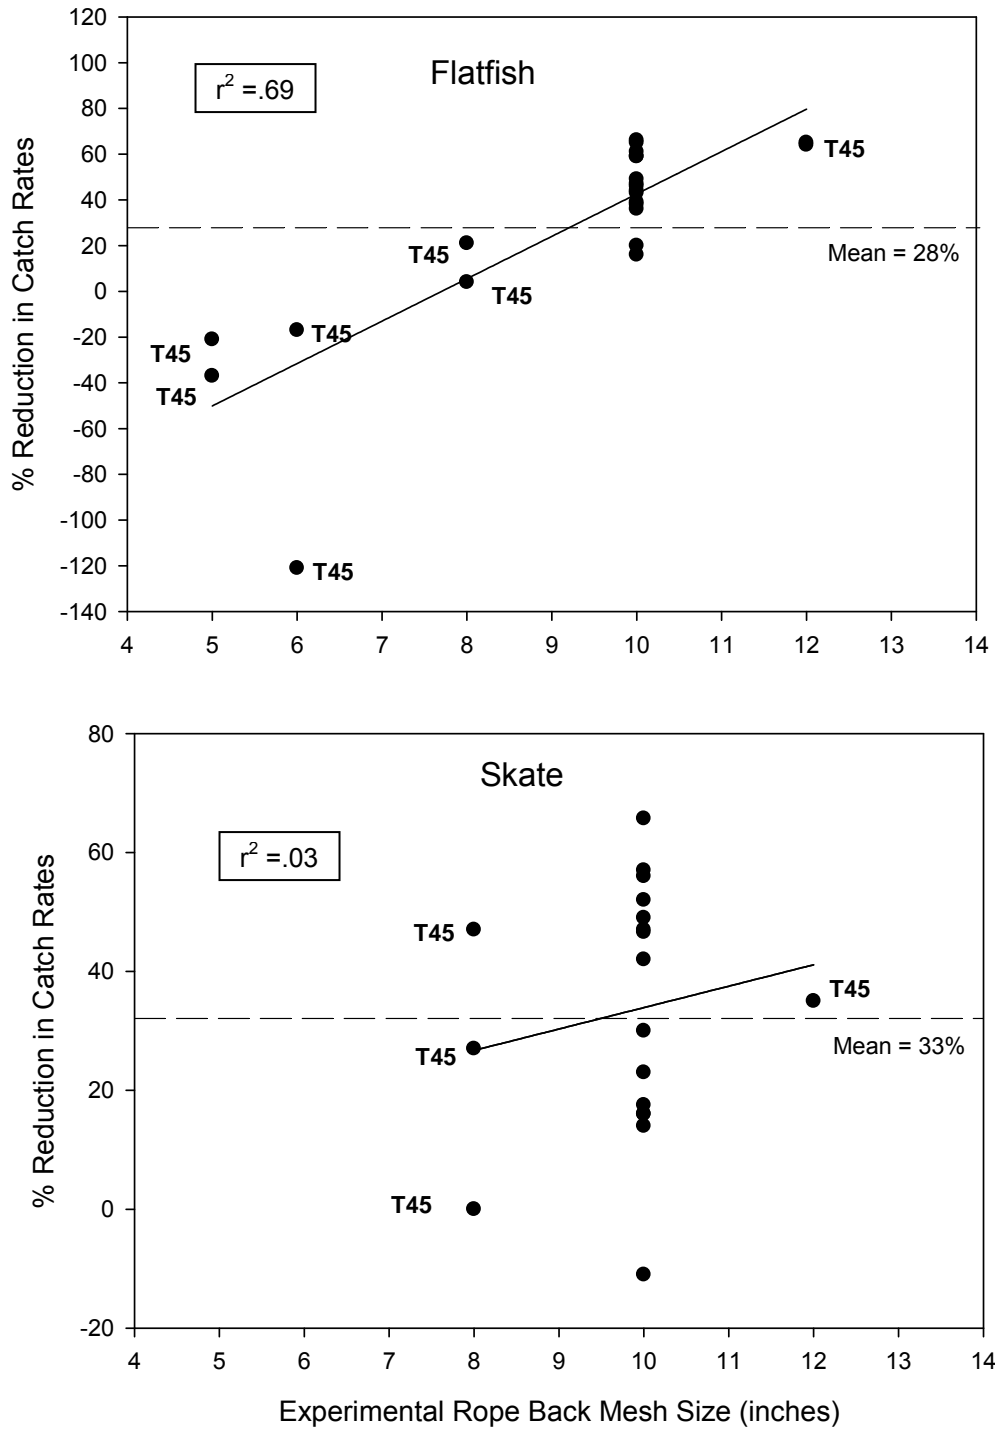 120
100
80
60
40
20
0
-20
-40
-60
-80
-100
-120
-140
% Reduction in Catch Rates
Flatfish
r² =.69
T45
T45
T45
T45
T45
T45
T45
Mean = 28%
4 5 6 7 8 9 10 11 12 13 14
80
60
40
20
0
-20
% Reduction in Catch Rates
Skate
r² =.03
T45
T45
T45
T45
Mean = 33%
4 5 6 7 8 9 10 11 12 13 14
Experimental Rope Back Mesh Size (inches)